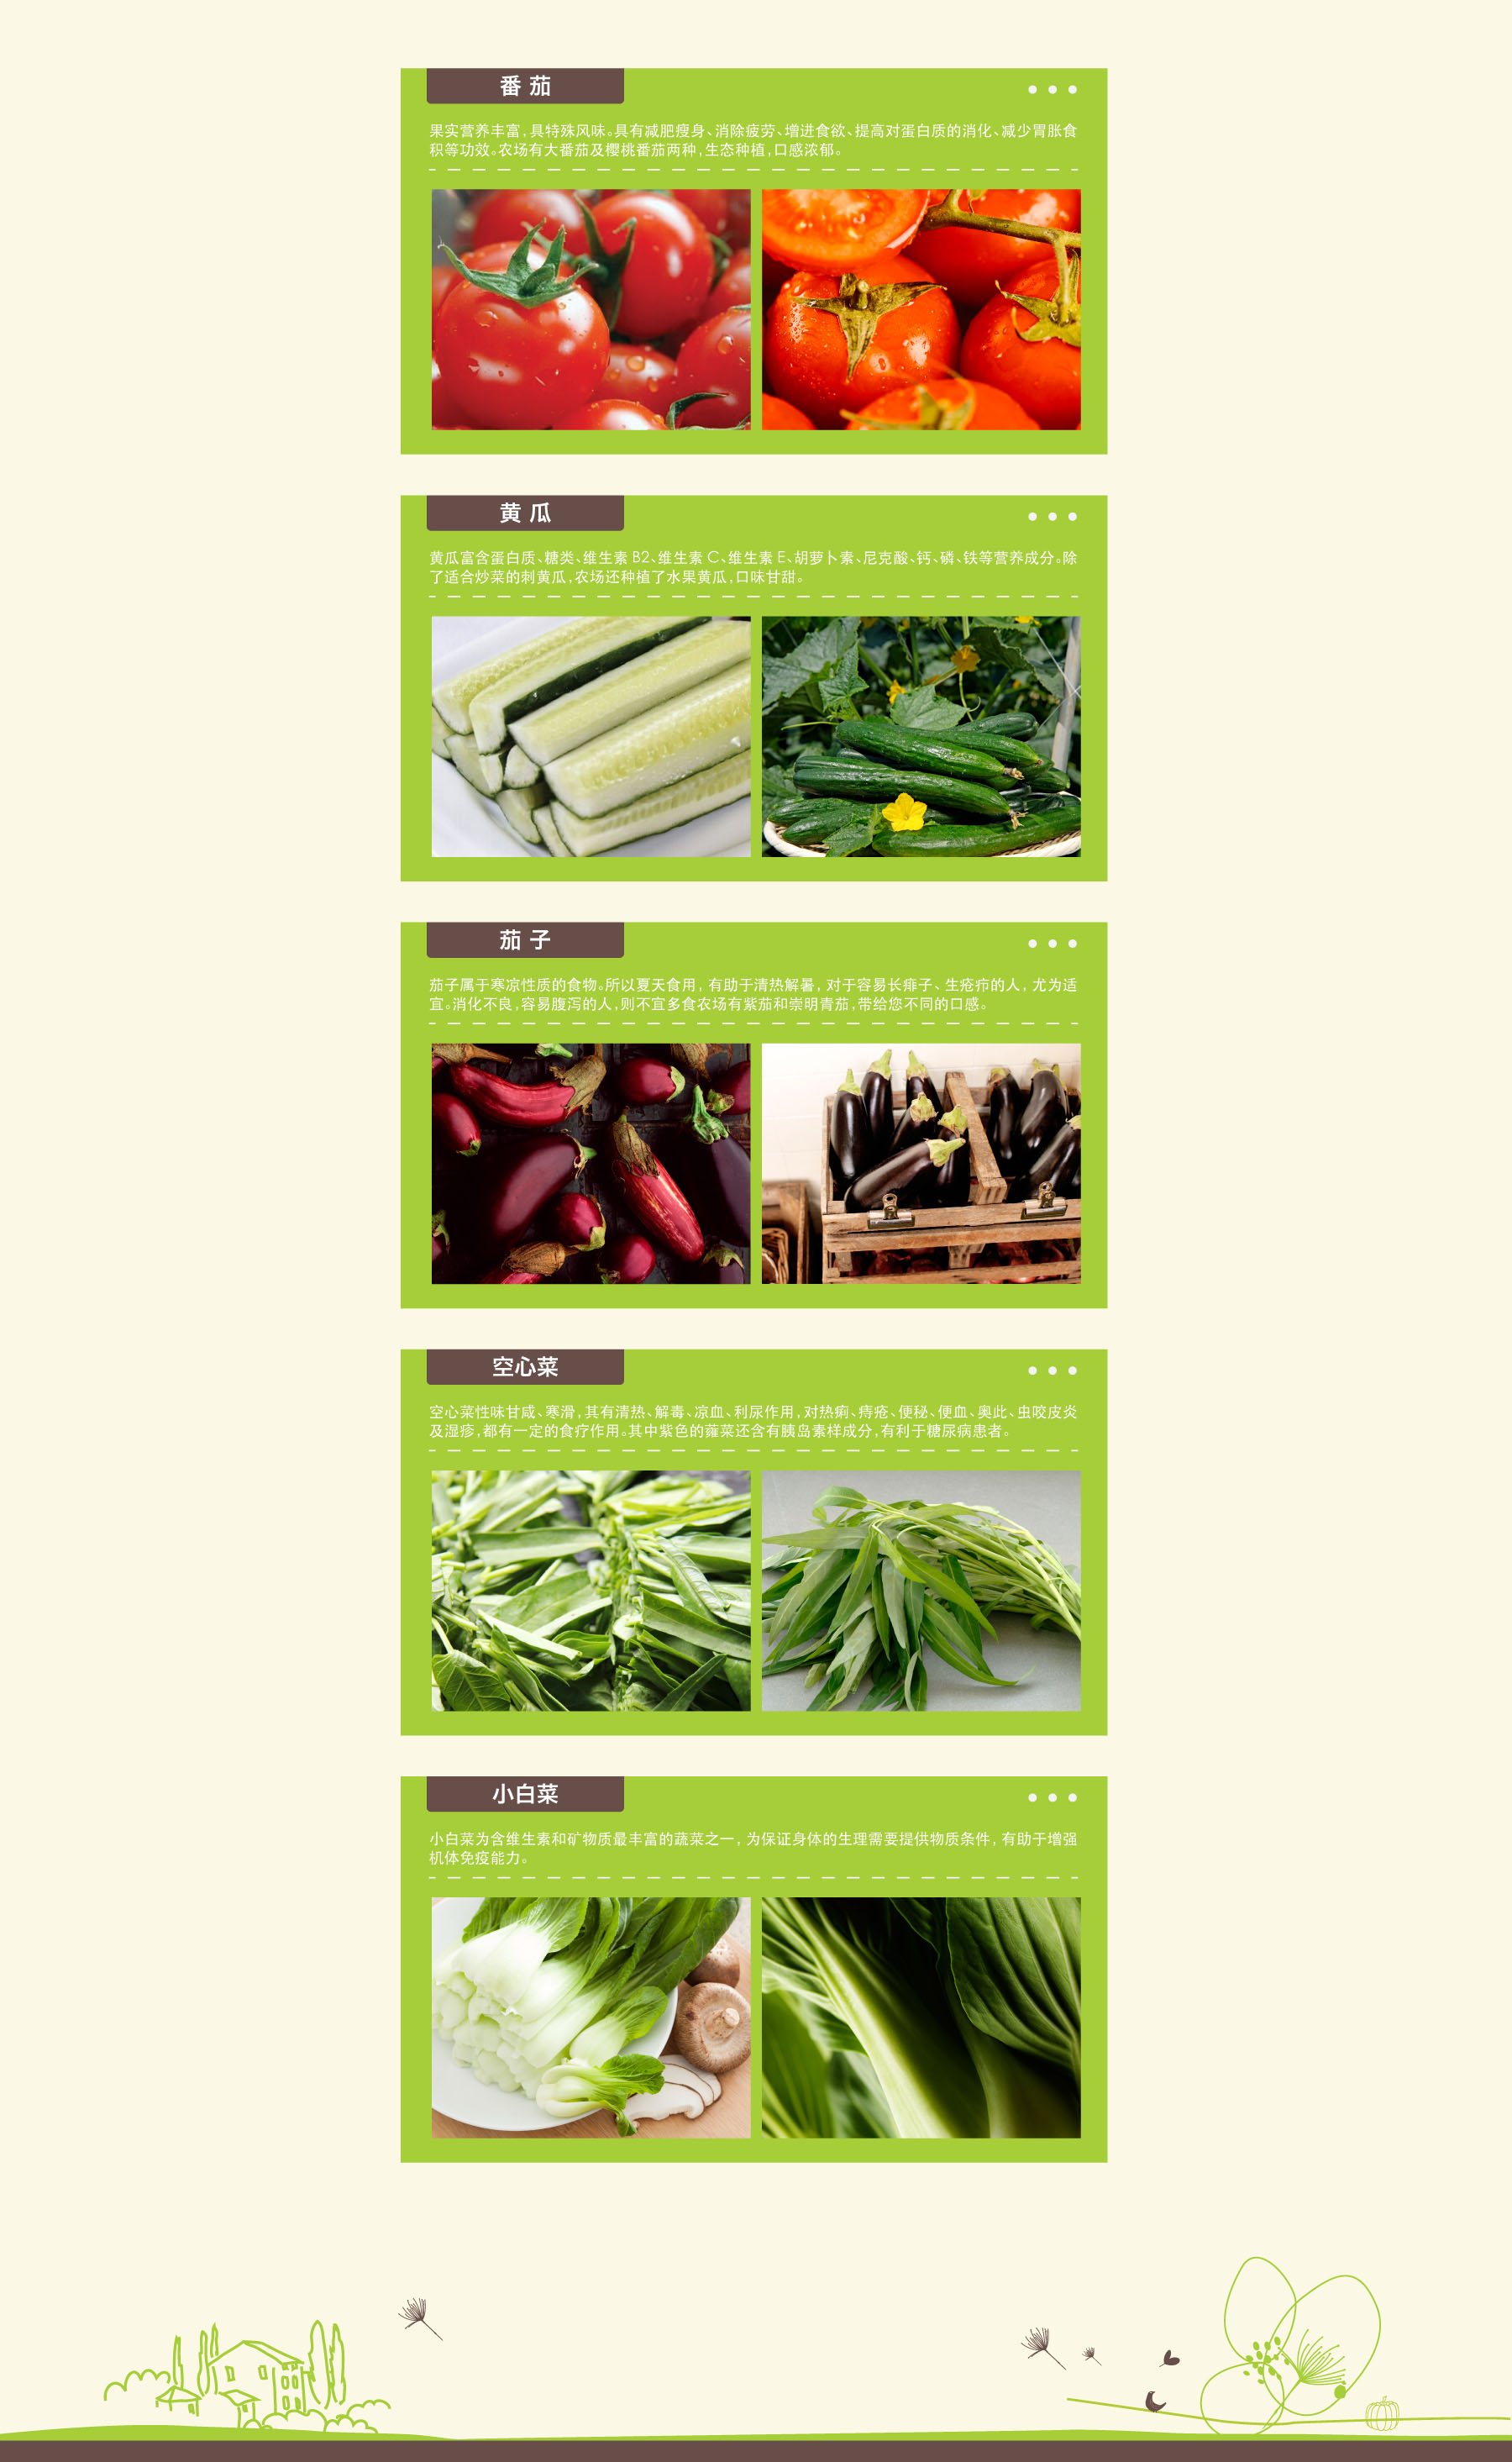 番 茄
果实营养丰富,具特殊风味。具有减肥瘦身、消除疲劳、增进食欲、提高对蛋白质的消化、减少胃胀食
积等功效。农场有大番茄及樱桃番茄两种,生态种植,口感浓郁。
黄 瓜
黄瓜富含蛋白质、糖类、维生素 B2、维生素 C、维生素 E、胡萝卜素、尼克酸、钙、磷、铁等营养成分。除
了适合炒菜的刺黄瓜,农场还种植了水果黄瓜,口味甘甜。
茄 子
茄子属于寒凉性质的食物。所以夏天食用, 有助于清热解暑, 对于容易长痱子、生疮疖的人, 尤为适
宜。消化不良,容易腹泻的人,则不宜多食农场有紫茄和崇明青茄,带给您不同的口感。
空心菜
空心菜性味甘咸、寒滑,其有清热、解毒、凉血、利尿作用,对热痢、痔疮、便秘、便血、奥此、虫咬皮炎
及湿疹,都有一定的食疗作用。其中紫色的蕹菜还含有胰岛素样成分,有利于糖尿病患者。
小白菜
小白菜为含维生素和矿物质最丰富的蔬菜之一, 为保证身体的生理需要提供物质条件, 有助于增强
机体免疫能力。